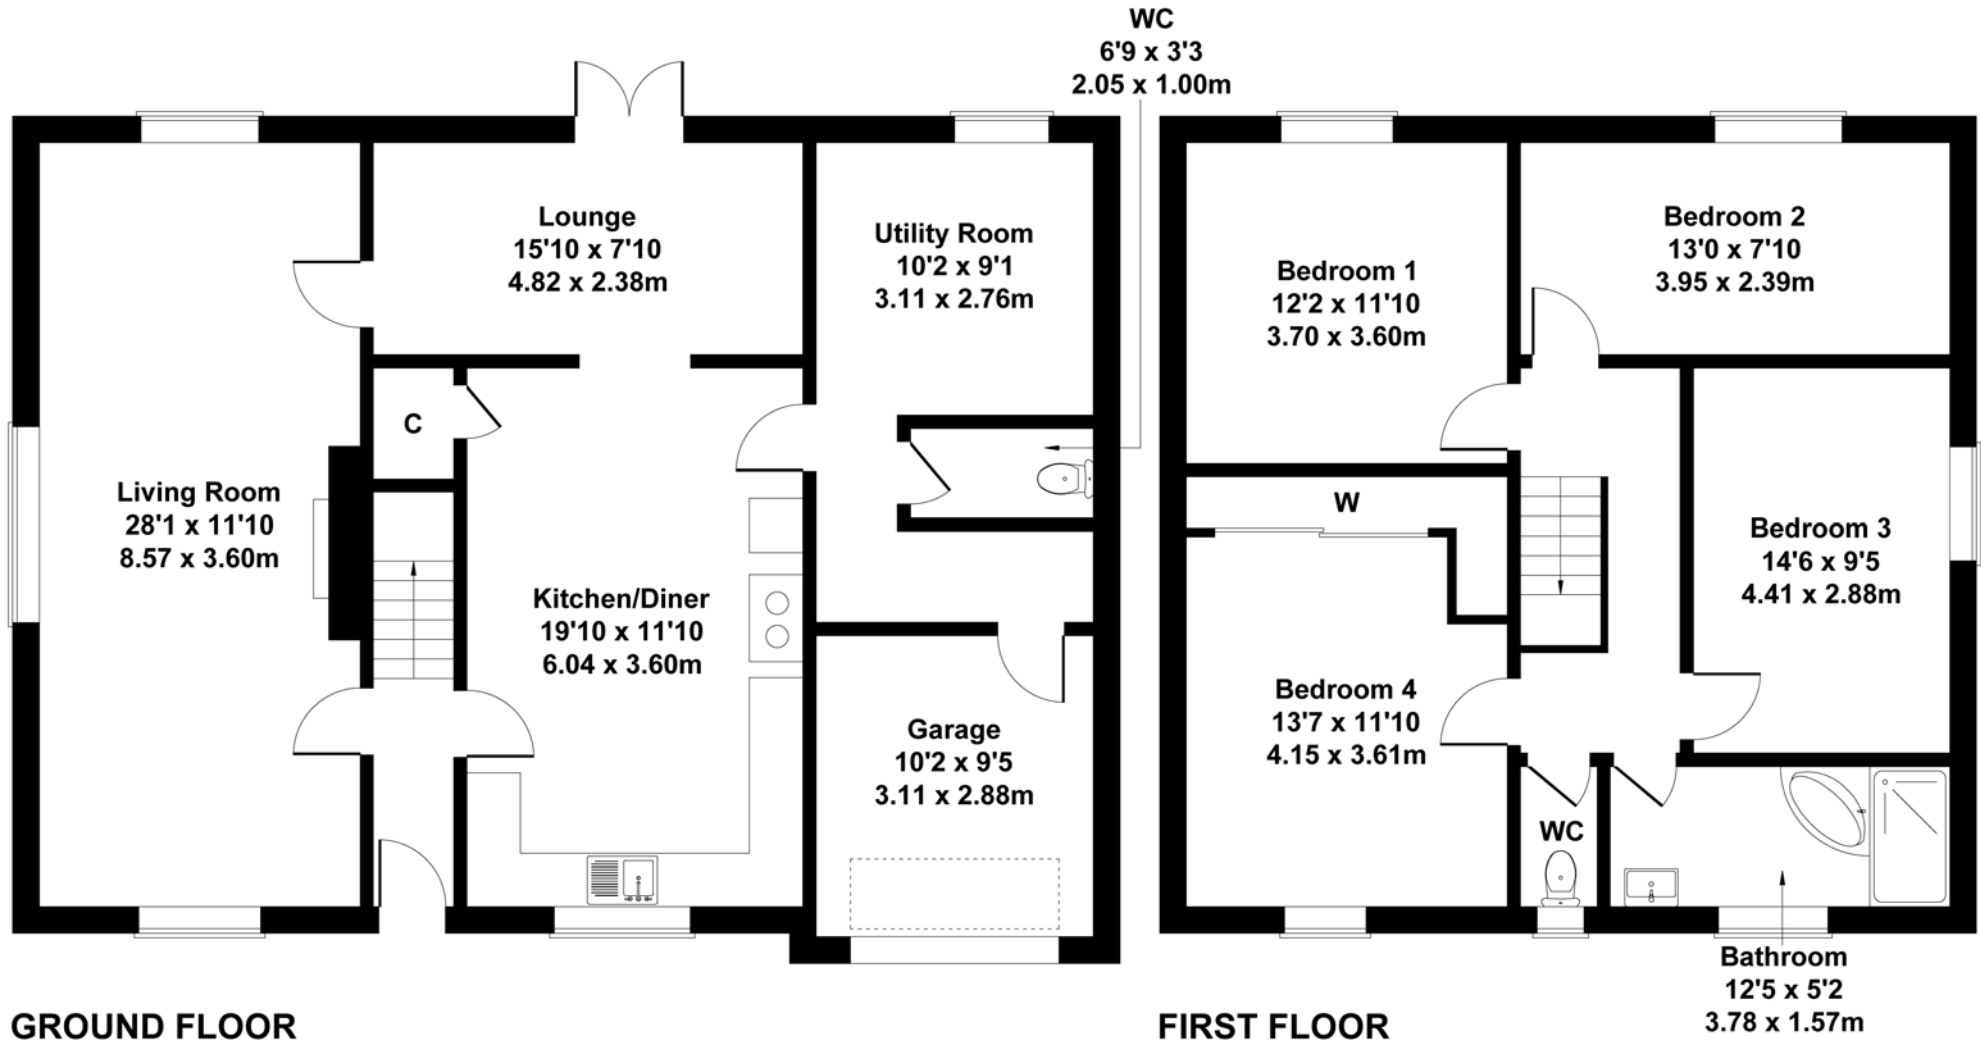 WC
6'9 x 3'3
2.05 x 1.00m
Lounge
15'10 x 7'10
4.82 x 2.38m
Utility Room
10'2 x 9'1
3.11 x 2.76m
C
Living Room
28'1 x 11'10
8.57 x 3.60m
Kitchen/Diner
19'10 x 11'10
6.04 x 3.60m
Garage
10'2 x 9'5
3.11 x 2.88m
GROUND FLOOR
Bedroom 1
12'2 x 11'10
3.70 x 3.60m
Bedroom 2
13'0 x 7'10
3.95 x 2.39m
W
Bedroom 3
14'6 x 9'5
4.41 x 2.88m
Bedroom 4
13'7 x 11'10
4.15 x 3.61m
WC
Bathroom
12'5 x 5'2
3.78 x 1.57m
FIRST FLOOR